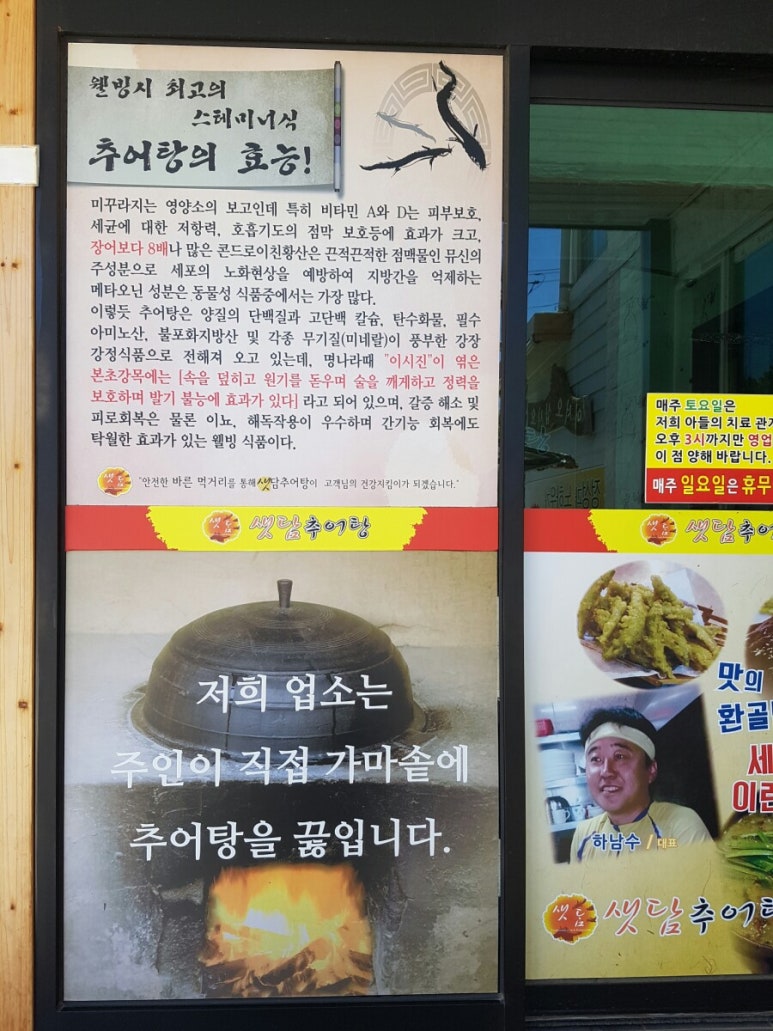 웰빙시 최고의
스테미너식
추어탕의 효능!
미꾸라지는 영양소의 보고인데 특히 비타민 A와 D는 피부보호,
세균에 대한 저항력, 호흡기도의 점막 보호등에 효과가 크고,
장어보다 8배나 많은 콘드로이친황산은 끈적끈적한 점맥물인 뮤신의
주성분으로 세포의 노화현상을 예방하여 지방간을 억제하는
메타오닌 성분은 동물성 식품중에서는 가장 많다.
이렇듯 추어탕은 양질의 단백질과 고단백 칼슘, 탄수화물, 필수
아미노산, 불포화지방산 및 각종 무기질(미네랄)이 풍부한 강장
강정식품으로 전해져 오고 있는데, 명나라때 "이시진"이 엮은
본초강목에는 [속을 덮히고 원기를 돋우며 술을 깨게하고 정력을
보호하며 발기 불능에 효과가 있다] 라고 되어 있으며, 갈증 해소 및
피로회복은 물론 이뇨, 해독작용이 우수하며 간기능 회복에도
탁월한 효과가 있는 웰빙 식품이다.
샛담 "안전한 바른 먹거리를 통해 샛담추어탕이 고객님의 건강지킴이가 되겠습니다."
샛담 샛담추어탕
저희 업소는
주인이 직접 가마솥에
추어탕을 끓입니다.
매주 토요일은
저희 아들의 치료 관
오후 3시까지만 영업
이 점 양해 바랍니다.
매주 일요일은 휴무
샛담 샛담추어
맛의
환골
세
이런
하남수 / 대표
샛담 샛담추어탕